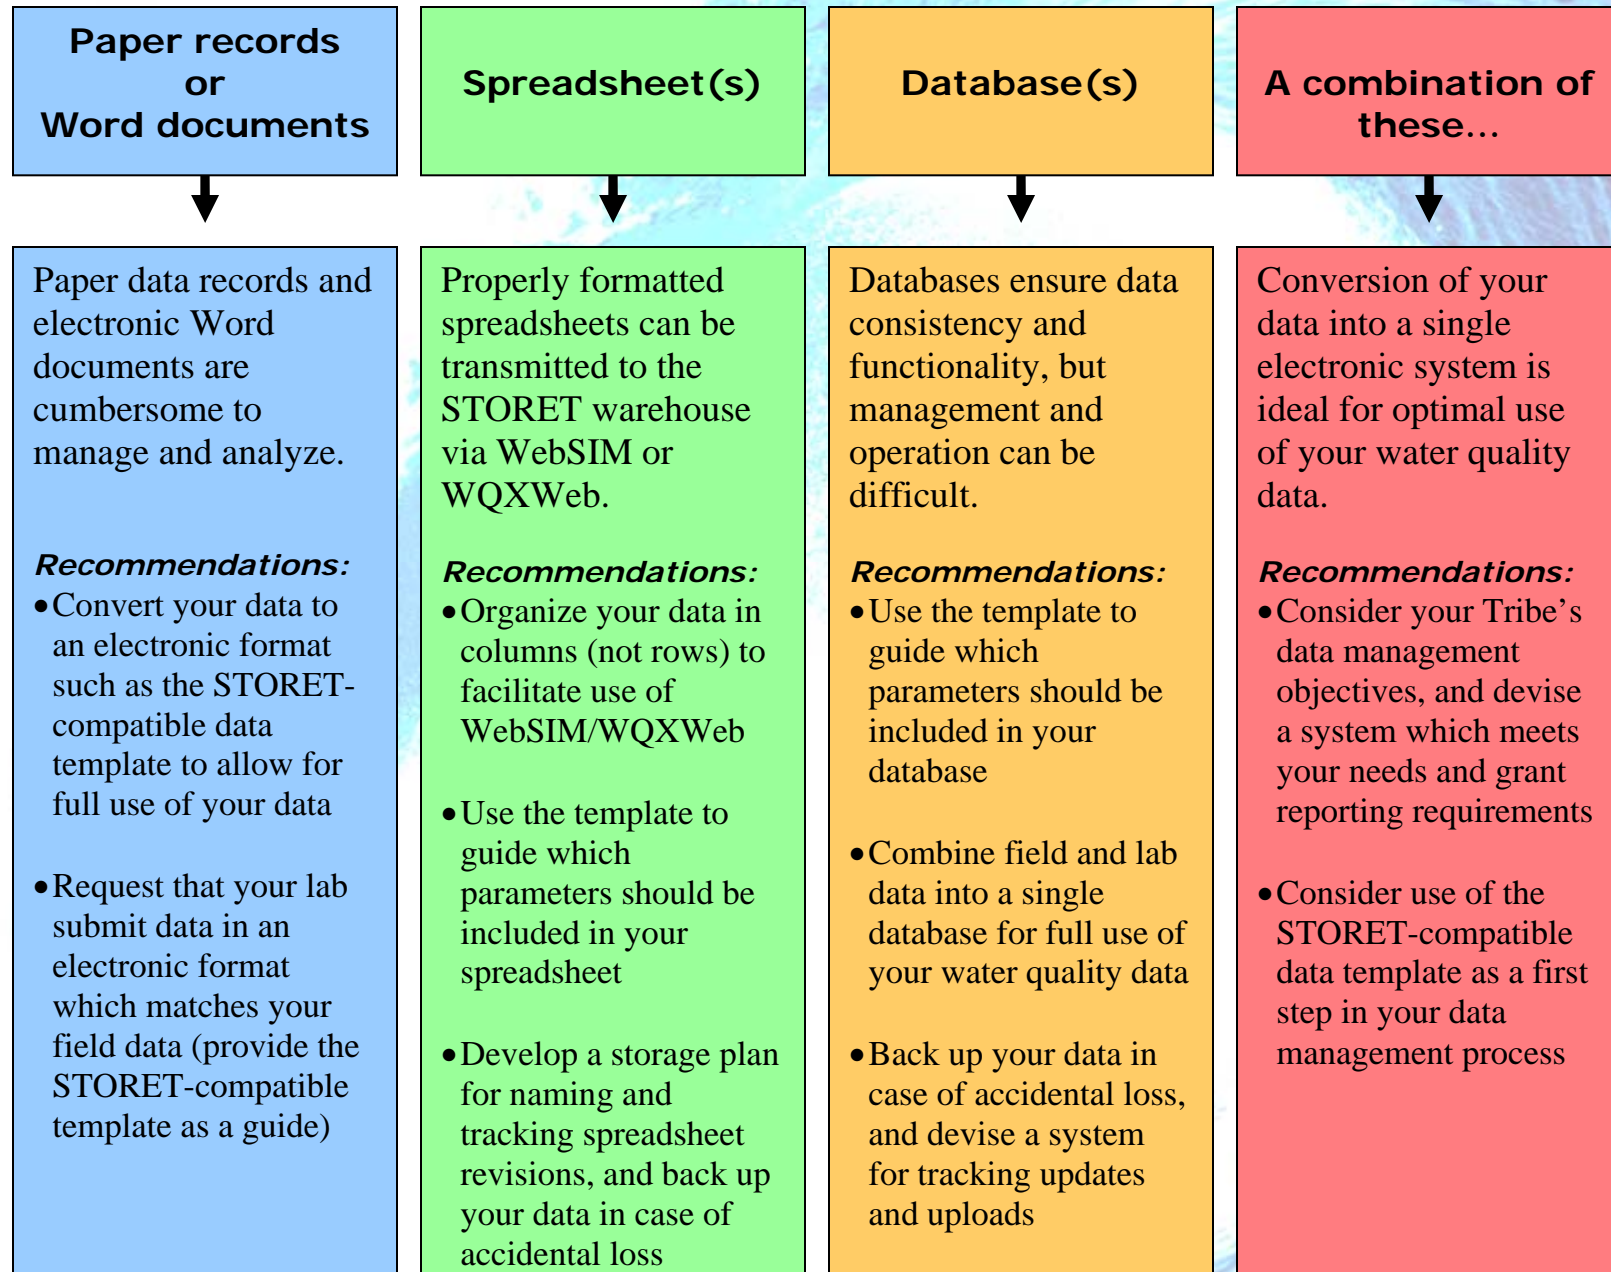 Paper records
or
Word documents
Spreadsheet(s)
Database(s)
A combination of
these...
Paper data records and
electronic Word
documents are
cumbersome to
manage and analyze.
Recommendations:
•Convert your data to
an electronic format
such as the STORET-
compatible data
template to allow for
full use of your data
•Request that your lab
submit data in an
electronic format
which matches your
field data (provide the
STORET-compatible
template as a guide)
Properly formatted
spreadsheets can be
transmitted to the
STORET warehouse
via WebSIM or
WQXWeb.
Recommendations:
•Organize your data in
columns (not rows) to
facilitate use of
WebSIM/WQXWeb
•Use the template to
guide which
parameters should be
included in your
spreadsheet
•Develop a storage plan
for naming and
tracking spreadsheet
revisions, and back up
your data in case of
accidental loss
Databases ensure data
consistency and
functionality, but
management and
operation can be
difficult.
Recommendations:
•Use the template to
guide which
parameters should be
included in your
database
•Combine field and lab
data into a single
database for full use of
your water quality data
•Back up your data in
case of accidental loss,
and devise a system
for tracking updates
and uploads
Conversion of your
data into a single
electronic system is
ideal for optimal use
of your water quality
data.
Recommendations:
•Consider your Tribe’s
data management
objectives, and devise
a system which meets
your needs and grant
reporting requirements
•Consider use of the
STORET-compatible
data template as a first
step in your data
management process